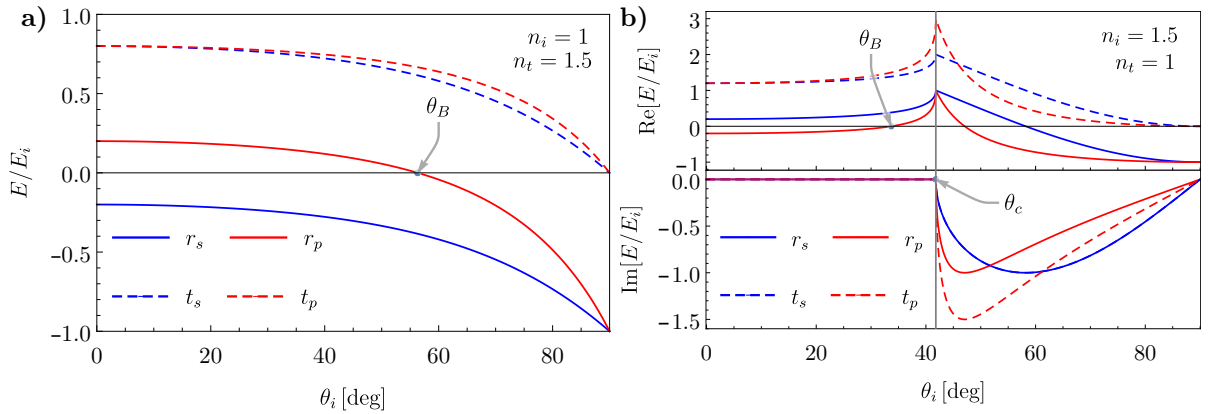 a)
1.0
0.5
0.0
−0.5
−1.0
E/E_i
n_i = 1
n_t = 1.5
θ_B
r_s r_p
t_s t_p
0 20 40 60 80
θ_i [deg]
b)
3
2
1
0
−1
Re[E/E_i]
n_i = 1.5
n_t = 1
θ_B
0.0
−0.5
−1.0
−1.5
Im[E/E_i]
θ_c
r_s r_p
t_s t_p
0 20 40 60 80
θ_i [deg]